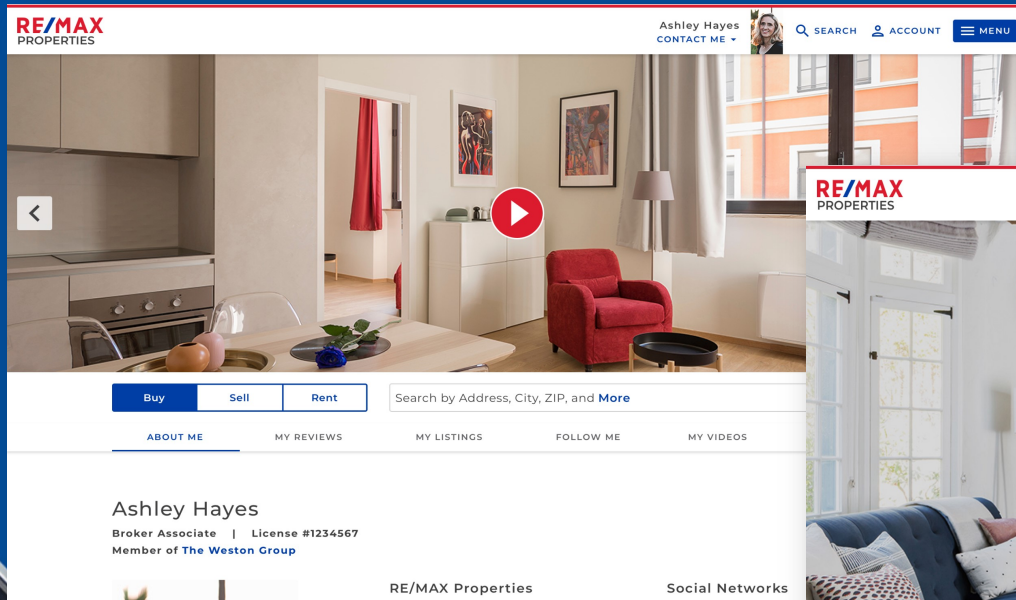 RE/MAX
PROPERTIES
Ashley Hayes
CONTACT ME
SEARCH
ACCOUNT
MENU
RE/MAX
PROPERTIES
Buy
Sell
Rent
Search by Address, City, ZIP, and More
ABOUT ME
MY REVIEWS
MY LISTINGS
FOLLOW ME
MY VIDEOS
Ashley Hayes
Broker Associate | License #1234567
Member of The Weston Group
RE/MAX Properties
Social Networks